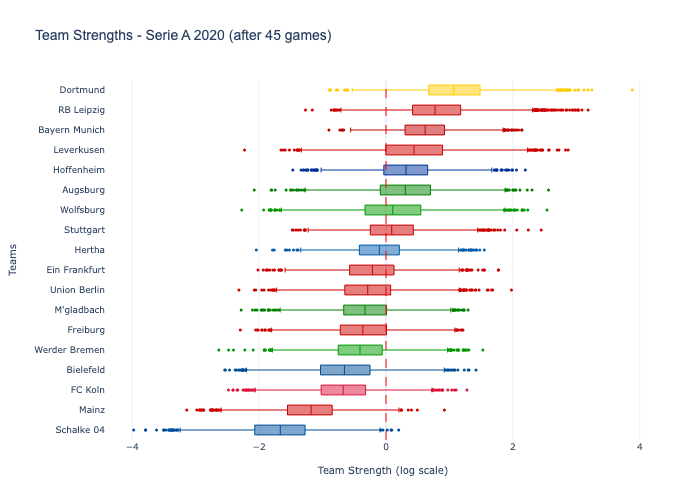 Team Strengths - Serie A 2020 (after 45 games)
Dortmund
RB Leipzig
Bayern Munich
Leverkusen
Hoffenheim
Augsburg
Wolfsburg
Stuttgart
Hertha
Ein Frankfurt
Union Berlin
M'gladbach
Freiburg
Werder Bremen
Bielefeld
FC Koln
Mainz
Schalke 04
Teams
−4 −2 0 2 4
Team Strength (log scale)